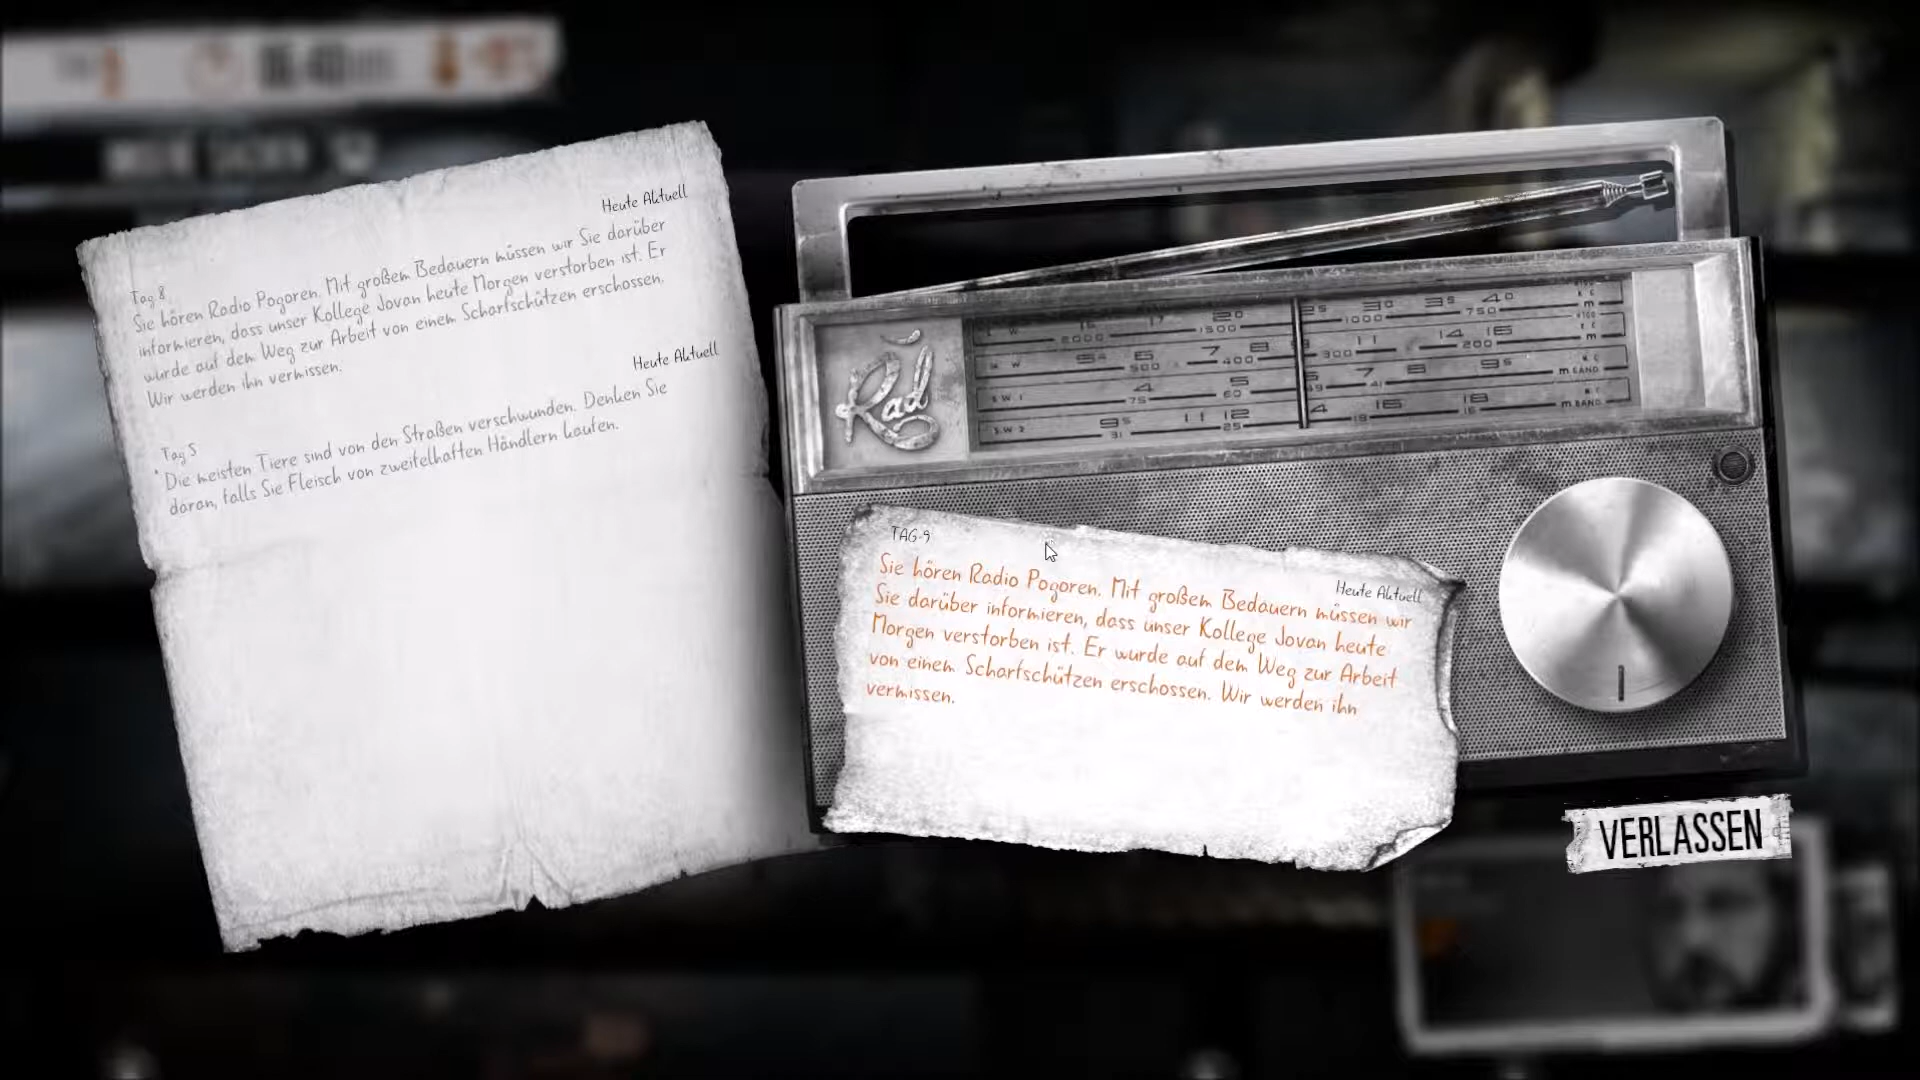 Heute Aktuell
Tag 8
Sie hören Radio Pogoren. Mit großem Bedauern müssen wir Sie darüber
informieren, dass unser Kollege Jovan heute Morgen verstorben ist. Er
wurde auf dem Weg zur Arbeit von einem Scharfschützen erschossen.
Wir werden ihn vermissen.
Heute Aktuell
Tag 5
Die meisten Tiere sind von den Straßen verschwunden. Denken Sie
daran, falls Sie Fleisch von zweifelhaften Händlern kaufen.
Rad
TAG-9
Heute Aktuell
Sie hören Radio Pogoren. Mit großem Bedauern müssen wir
Sie darüber informieren, dass unser Kollege Jovan heute
Morgen verstorben ist. Er wurde auf dem Weg zur Arbeit
von einem Scharfschützen erschossen. Wir werden ihn
vermissen.
VERLASSEN